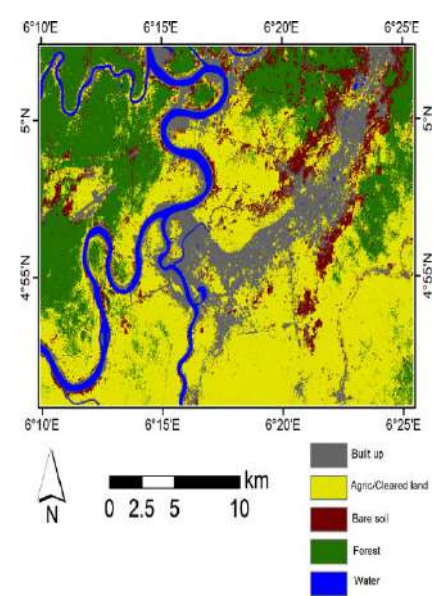 6°10'E 6°15'E 6°20'E 6°25'E
5°N 5°N
4°55'N 4°55'N
6°10'E 6°15'E 6°20'E 6°25'E
N
km
0 2.5 5 10
Built up
Agric/Cleared land
Bare soil
Forest
Water